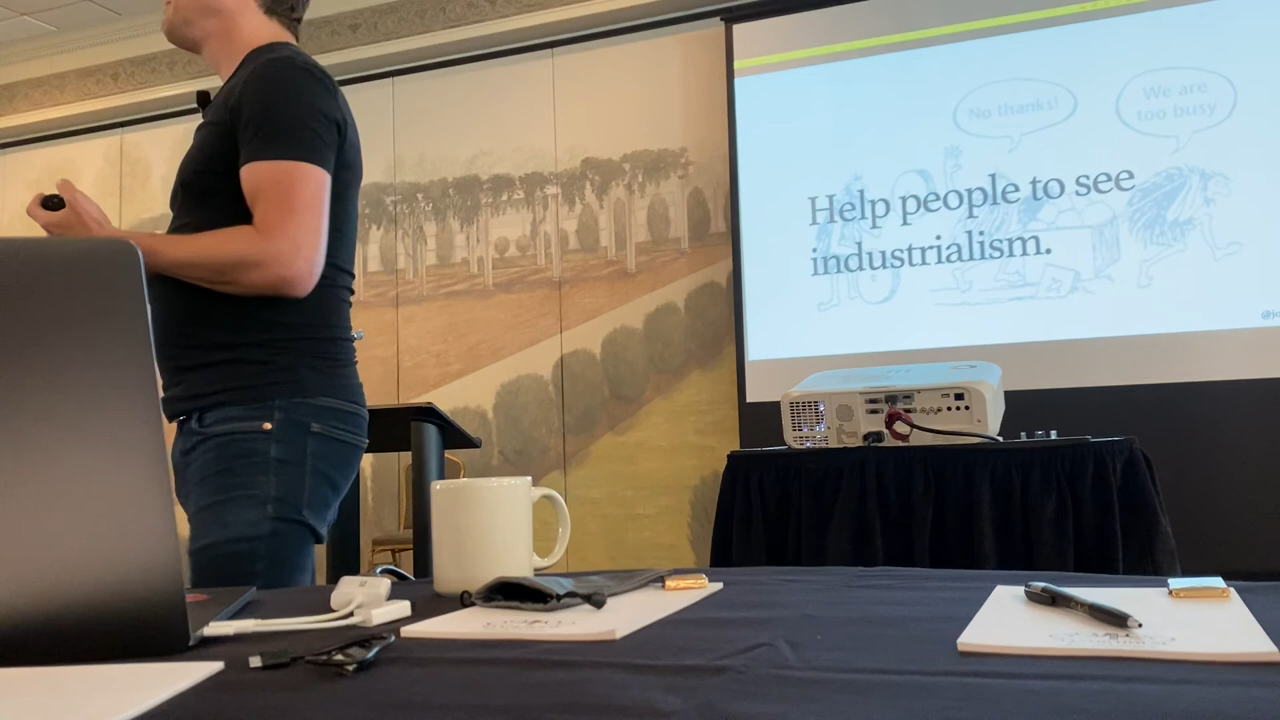 No thanks!
We are
too busy
Help people to see
industrialism.